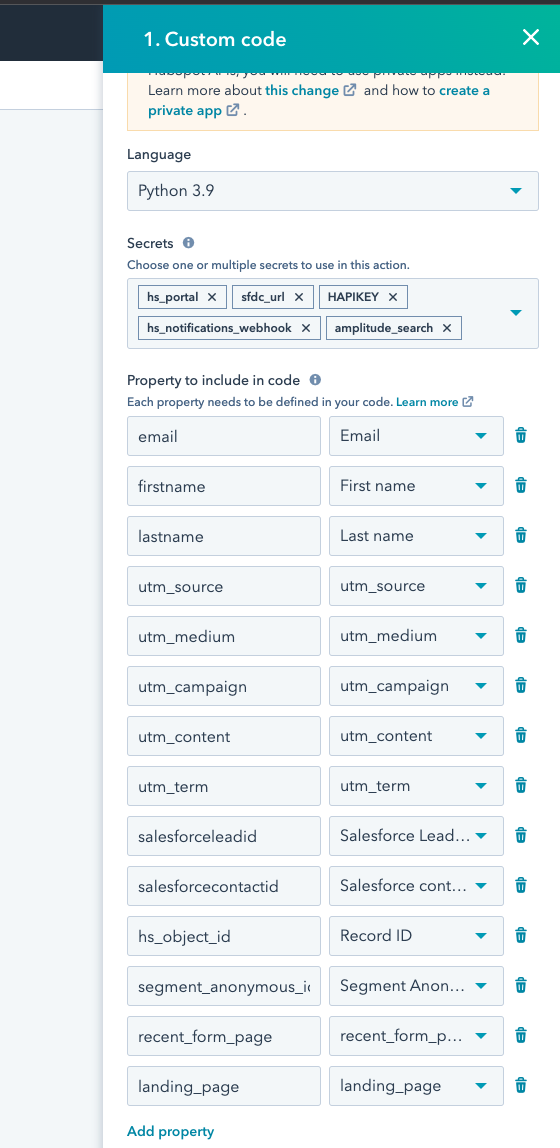 1. Custom code
HubSpot APIs, you will need to use private apps instead.
Learn more about this change and how to create a
private app .
Language
Python 3.9
Secrets
Choose one or multiple secrets to use in this action.
hs_portal sfdc_url HAPIKEY
hs_notifications_webhook amplitude_search
Property to include in code
Each property needs to be defined in your code. Learn more
email Email
firstname First name
lastname Last name
utm_source utm_source
utm_medium utm_medium
utm_campaign utm_campaign
utm_content utm_content
utm_term utm_term
salesforceleadid Salesforce Lead...
salesforcecontactid Salesforce cont...
hs_object_id Record ID
segment_anonymous_i Segment Anon...
recent_form_page recent_form_p...
landing_page landing_page
Add property